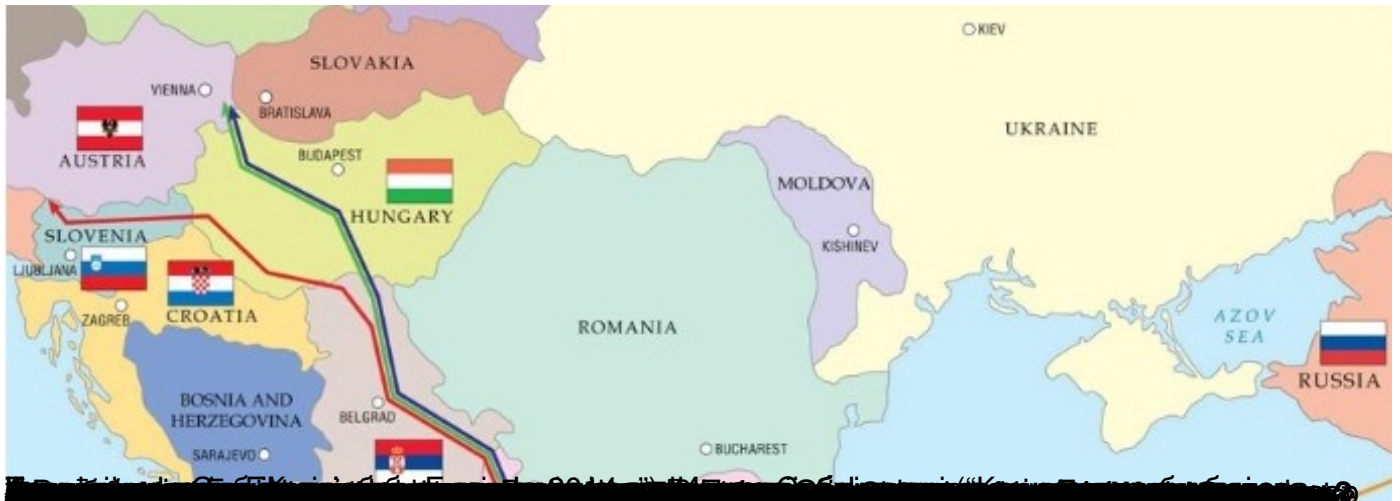 KIEV
SLOVAKIA
VIENNA
BRATISLAVA
UKRAINE
BUDAPEST
AUSTRIA
MOLDOVA
HUNGARY
SLOVENIA
KISHINEV
LJUBLJANA
ZAGREB
CROATIA
AZOV
SEA
ROMANIA
RUSSIA
BOSNIA AND
HERZEGOVINA
BELGRAD
SARAJEVO
BUCHAREST